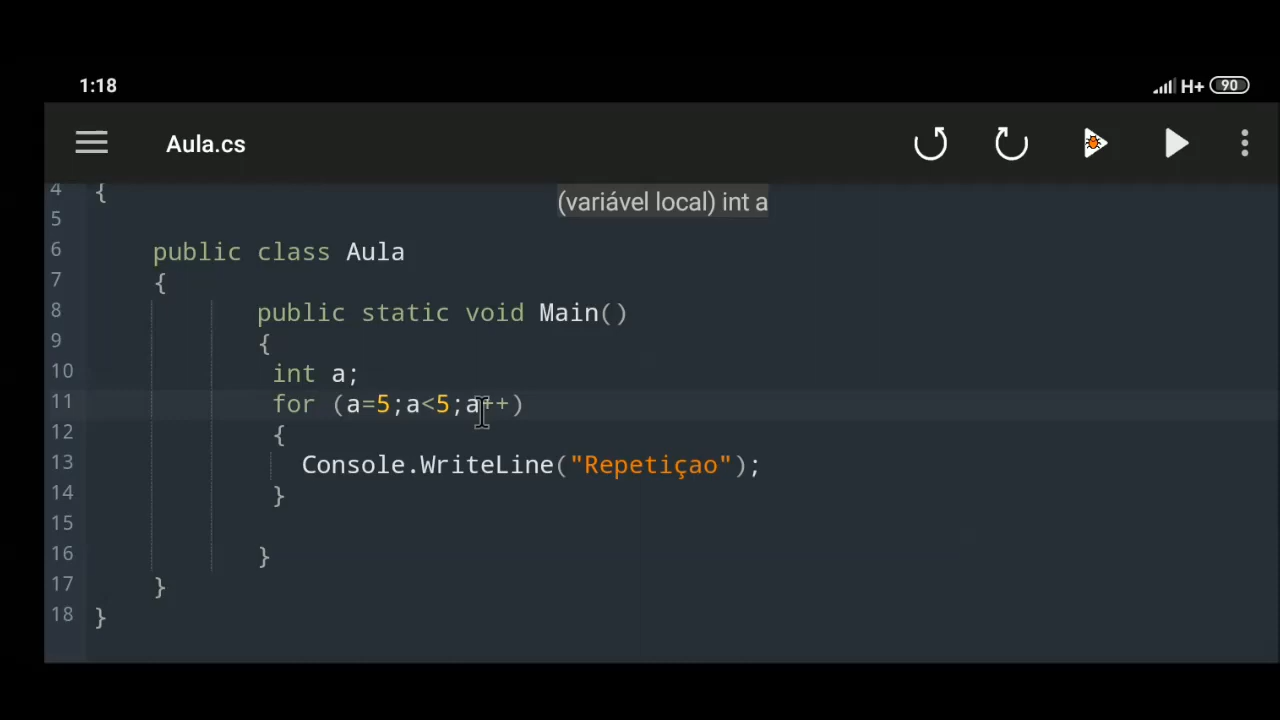 1:18
H+ 90
Aula.cs
(variável local) int a
4 {
5
6 public class Aula
7 {
8 public static void Main()
9 {
10 int a;
11 for (a=5;a<5;a++)
12 {
13 Console.WriteLine("Repetiçao");
14 }
15
16 }
17 }
18 }